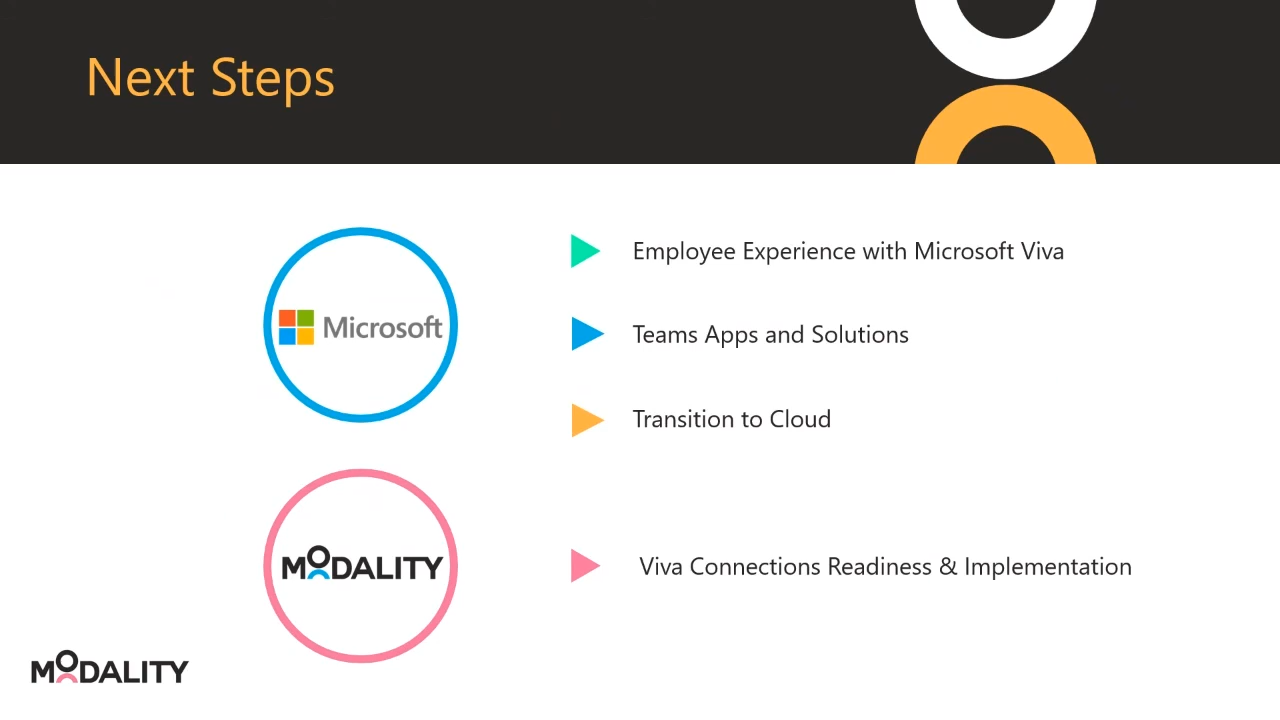 Next Steps
Microsoft
Employee Experience with Microsoft Viva
Teams Apps and Solutions
Transition to Cloud
MODALITY
Viva Connections Readiness & Implementation
MODALITY